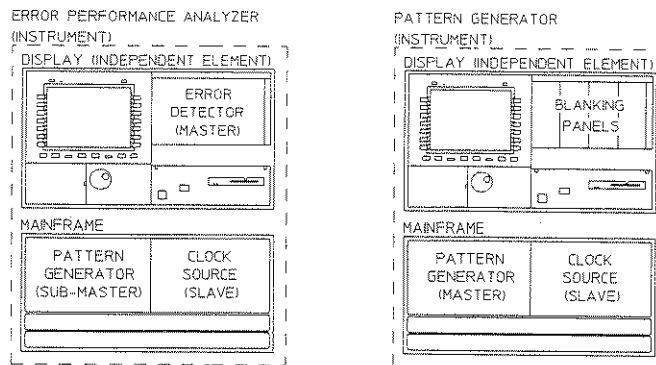 ERROR PERFORMANCE ANALYZER
(INSTRUMENT)
DISPLAY (INDEPENDENT ELEMENT)
ERROR
DETECTOR
(MASTER)
MAINFRAME
PATTERN
GENERATOR
(SUB-MASTER)
CLOCK
SOURCE
(SLAVE)
PATTERN GENERATOR
(INSTRUMENT)
DISPLAY (INDEPENDENT ELEMENT)
BLANKING
PANELS
MAINFRAME
PATTERN
GENERATOR
(MASTER)
CLOCK
SOURCE
(SLAVE)